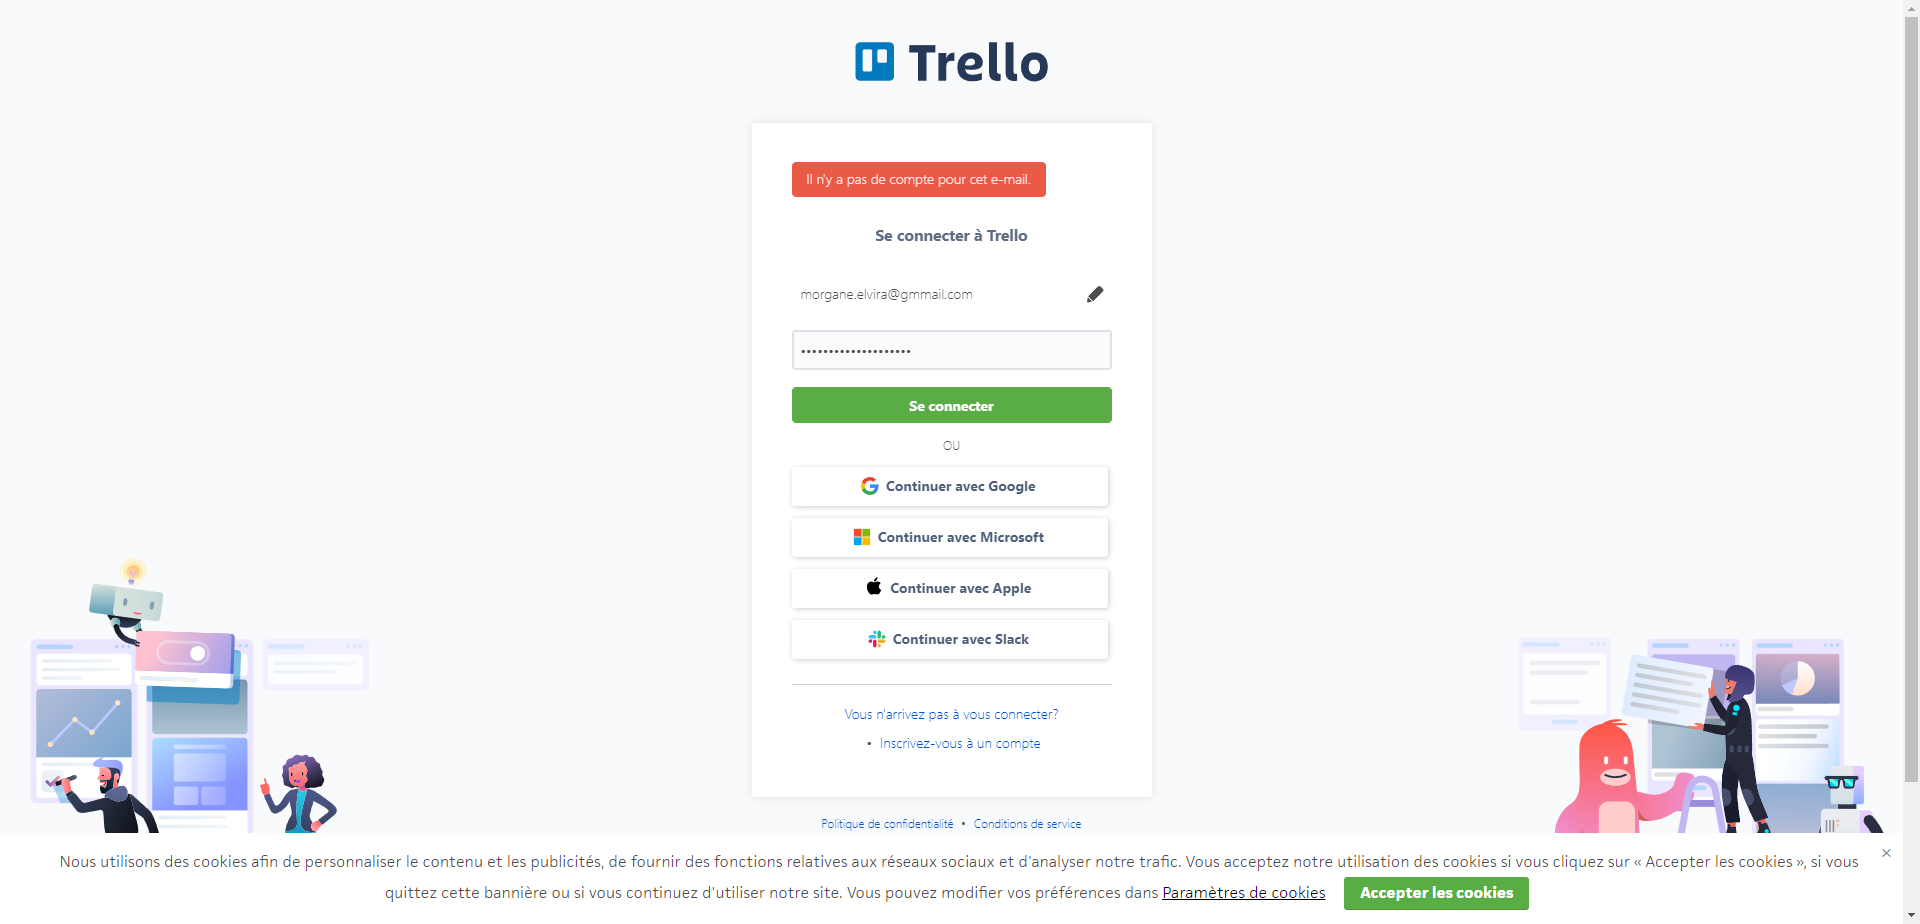 Trello
Il n'y a pas de compte pour cet e-mail.
Se connecter à Trello
morgane.elvira@gmmail.com
••••••••••••••••••••
Se connecter
OU
Continuer avec Google
Continuer avec Microsoft
Continuer avec Apple
Continuer avec Slack
Vous n'arrivez pas à vous connecter?
• Inscrivez-vous à un compte
Politique de confidentialité • Conditions de service
Nous utilisons des cookies afin de personnaliser le contenu et les publicités, de fournir des fonctions relatives aux réseaux sociaux et d'analyser notre trafic. Vous acceptez notre utilisation des cookies si vous cliquez sur « Accepter les cookies », si vous
quittez cette bannière ou si vous continuez d'utiliser notre site. Vous pouvez modifier vos préférences dans Paramètres de cookies Accepter les cookies